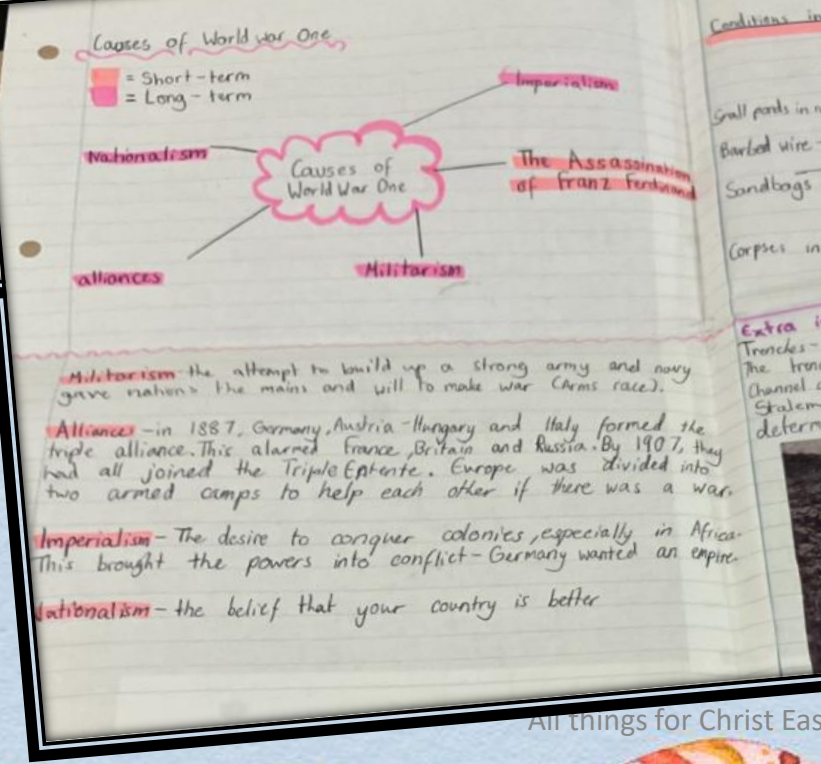 Causes of World war One
= Short-term
= Long-term
Imperialism
Nationalism
Causes of
World War One
The Assassination
of Franz Ferdinand
alliances
Militarism
Militarism-the attempt to build up a strong army and navy
gave nations the mains and will to make war (Arms race).
Alliances-in 1887, Germany, Austria-Hungary and Italy formed the
triple alliance. This alarmed France, Britain and Russia. By 1907, they
had all joined the Triple Entente. Europe was divided into
two armed camps to help each other if there was a war.
Imperialism-The desire to conquer colonies, especially in Africa.
This brought the powers into conflict-Germany wanted an empire.
Nationalism-the belief that your country is better
Conditions in
Small ponds in
Barbed wire-
Sandbags
Corpses in
Extra
Trenches-
The
Channel
determ
All things for Christ Eas